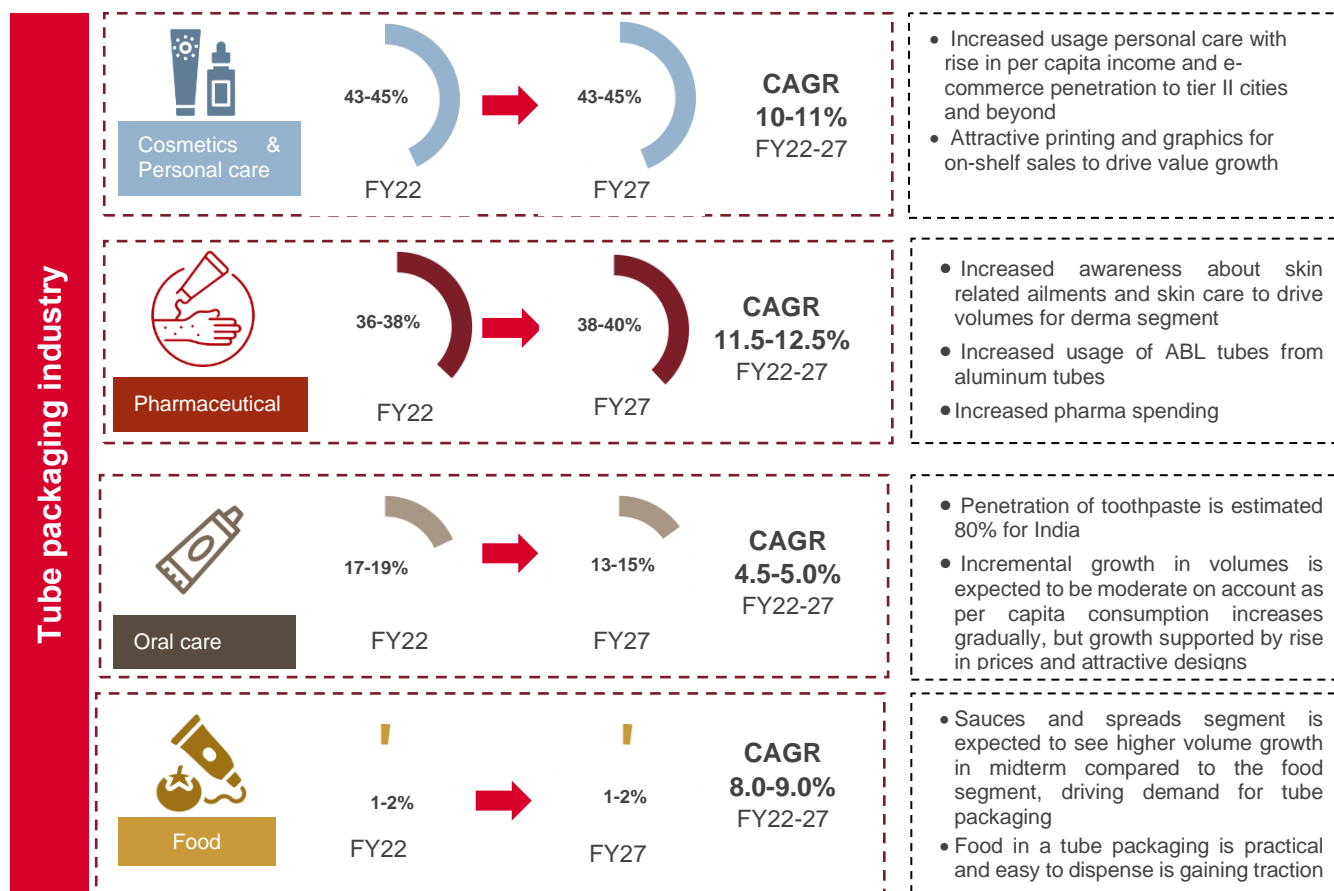 Tube packaging industry
Cosmetics &
Personal care
43-45%
FY22
43-45%
FY27
CAGR
10-11%
FY22-27
• Increased usage personal care with
rise in per capita income and e-
commerce penetration to tier II cities
and beyond
• Attractive printing and graphics for
on-shelf sales to drive value growth
Pharmaceutical
36-38%
FY22
38-40%
FY27
CAGR
11.5-12.5%
FY22-27
• Increased awareness about skin
related ailments and skin care to drive
volumes for derma segment
• Increased usage of ABL tubes from
aluminum tubes
• Increased pharma spending
Oral care
17-19%
FY22
13-15%
FY27
CAGR
4.5-5.0%
FY22-27
• Penetration of toothpaste is estimated
80% for India
• Incremental growth in volumes is
expected to be moderate on account as
per capita consumption increases
gradually, but growth supported by rise
in prices and attractive designs
Food
1-2%
FY22
1-2%
FY27
CAGR
8.0-9.0%
FY22-27
• Sauces and spreads segment is
expected to see higher volume growth
in midterm compared to the food
segment, driving demand for tube
packaging
• Food in a tube packaging is practical
and easy to dispense is gaining traction